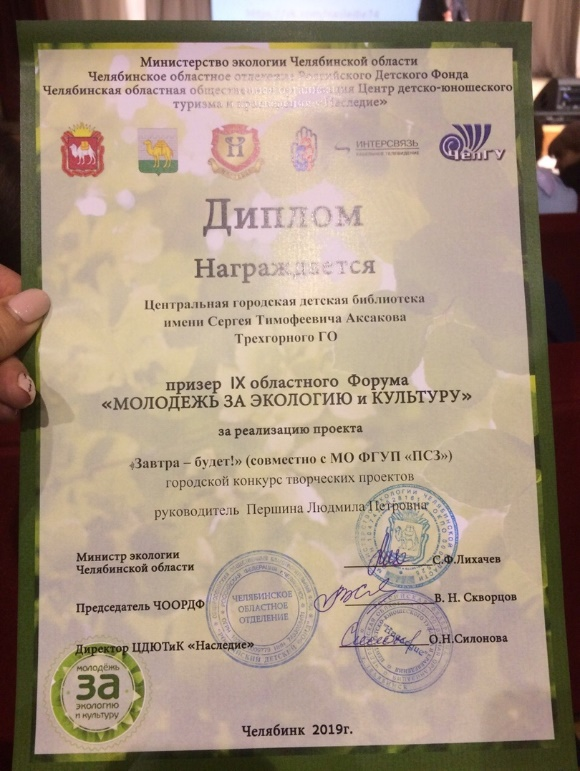 Министерство экологии Челябинской области
Челябинское областное отделение Российского Детского Фонда
Челябинская областная общественная Центр детско-юношеского
туризма и «Наследие»
Н
ИНТЕРСВЯЗЬ
ЧелГУ
Диплом
Награждается
Центральная городская детская библиотека
имени Сергея Тимофеевича Аксакова
Трехгорного ГО
призер IX областного Форума
«МОЛОДЕЖЬ ЗА ЭКОЛОГИЮ и КУЛЬТУРУ»
за реализацию проекта
«Завтра – будет!» (совместно с МО ФГУП «ПСЗ»)
городской конкурс творческих проектов
руководитель Першина Людмила Петровна
Министр экологии
Челябинской области
С.Ф.Лихачев
Председатель ЧООРДФ
В. Н. Скворцов
Директор ЦДЮТиК «Наследие»
О.Н.Силонова
ЧЕЛЯБИНСКОЕ
ОБЛАСТНОЕ
ОТДЕЛЕНИЕ
молодёжь
за
экологию
и культуру
Челябинк 2019г.